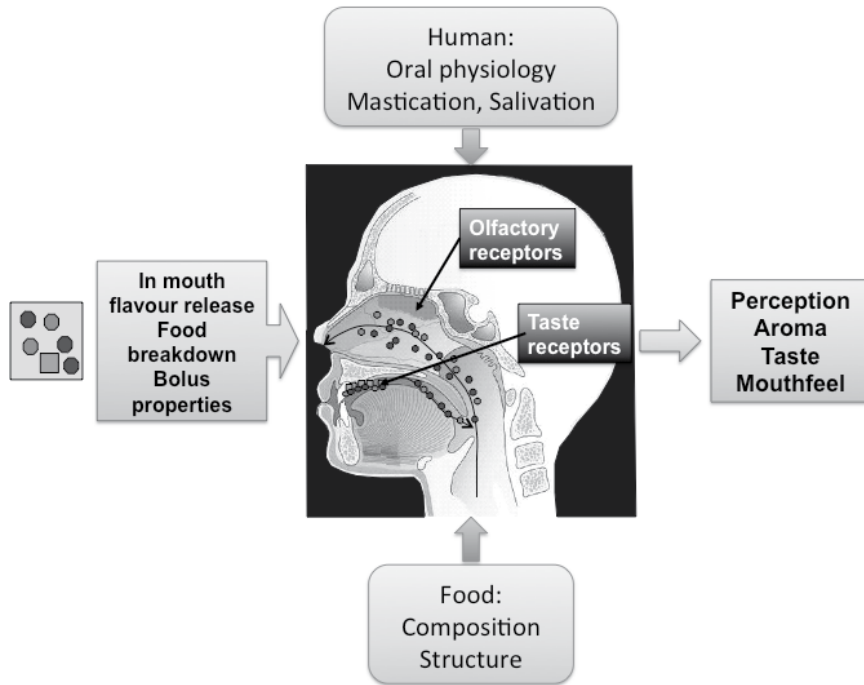 Human:
Oral physiology
Mastication, Salivation
Olfactory
receptors
In mouth
flavour release
Food
breakdown
Bolus
properties
Taste
receptors
Perception
Aroma
Taste
Mouthfeel
Food:
Composition
Structure